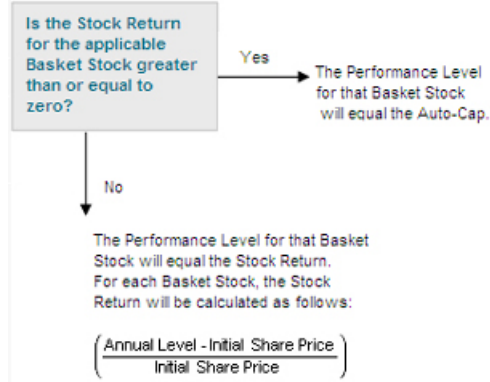 Is the Stock Return
for the applicable
Basket Stock greater
than or equal to
zero?
Yes
The Performance Level
for that Basket Stock
will equal the Auto-Cap.
No
The Performance Level for that Basket
Stock will equal the Stock Return.
For each Basket Stock, the Stock
Return will be calculated as follows:
(Annual Level - Initial Share Price
Initial Share Price)